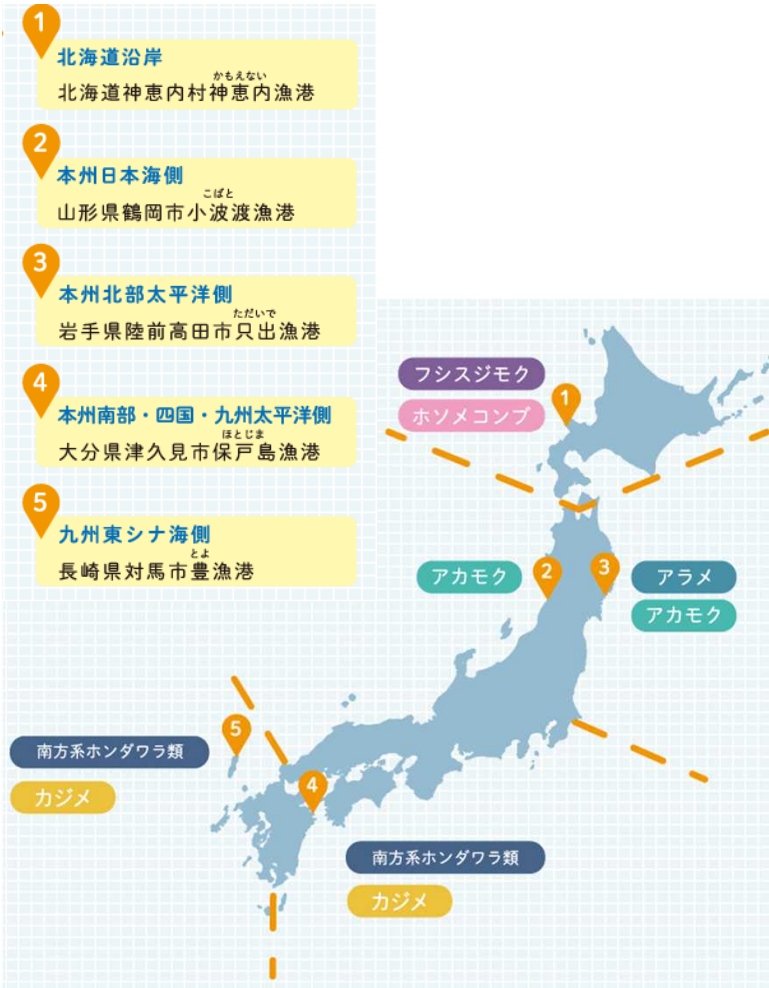 1
北海道沿岸
かもえない
北海道神恵内村神恵内漁港
2
本州日本海側
こばと
山形県鶴岡市小波渡漁港
3
本州北部太平洋側
ただいで
岩手県陸前高田市只出漁港
4
本州南部・四国・九州太平洋側
ほとじま
大分県津久見市保戸島漁港
5
九州東シナ海側
とよ
長崎県対馬市豊漁港
フシスジモク
ホソメコンブ
1
アカモク
2
3
アラメ
アカモク
5
南方系ホンダワラ類
カジメ
4
南方系ホンダワラ類
カジメ